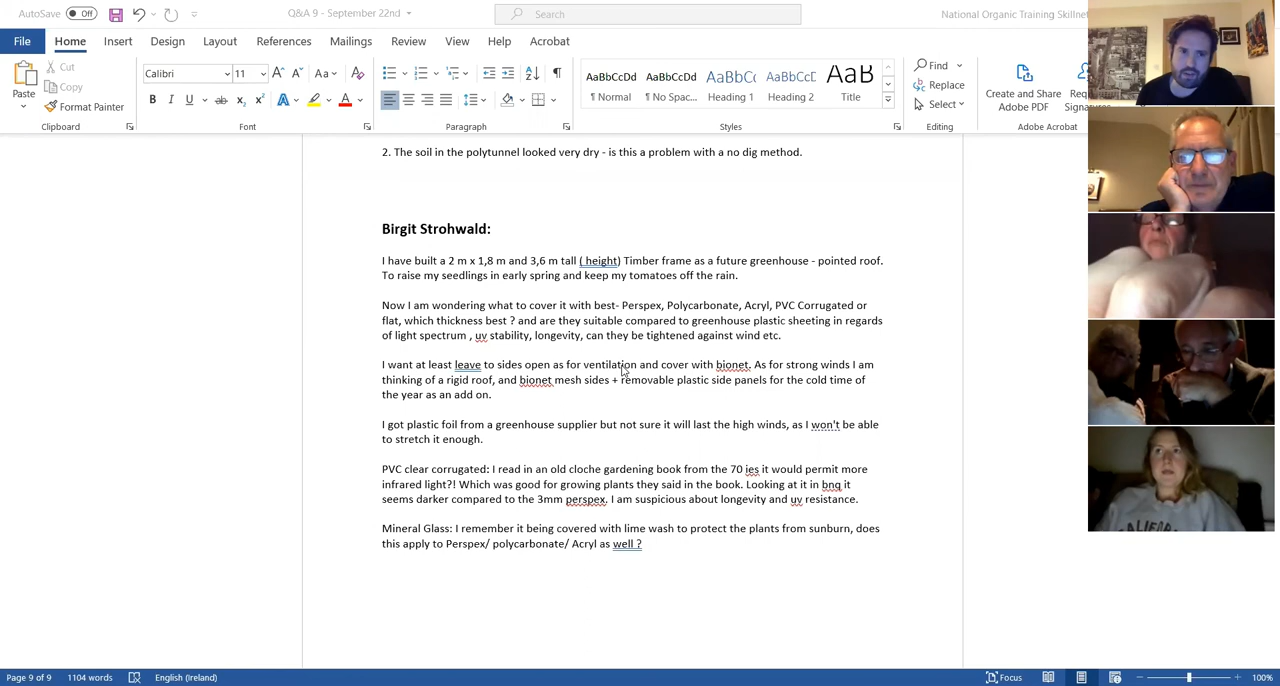 AutoSave Off
Q&A 9 - September 22nd
Search
National Organic Training Skillnet
File Home Insert Design Layout References Mailings Review View Help Acrobat
Paste
Cut
Copy
Format Painter
Clipboard
Calibri 11 A A Aa A
B I U ab x2 x2 A A
Font
Paragraph
AaBbCcDd AaBbCcDd AaBbCc AaBbCcD AaB
¶ Normal ¶ No Spac... Heading 1 Heading 2 Title
Styles
Find
Replace
Select
Editing
Create and Share
Adobe PDF
Adobe Acrobat
2. The soil in the polytunnel looked very dry - is this a problem with a no dig method.
Birgit Strohwald:
I have built a 2 m x 1,8 m and 3,6 m tall ( height) Timber frame as a future greenhouse - pointed roof.
To raise my seedlings in early spring and keep my tomatoes off the rain.
Now I am wondering what to cover it with best- Perspex, Polycarbonate, Acryl, PVC Corrugated or
flat, which thickness best ? and are they suitable compared to greenhouse plastic sheeting in regards
of light spectrum , uv stability, longevity, can they be tightened against wind etc.
I want at least leave to sides open as for ventilation and cover with bionet. As for strong winds I am
thinking of a rigid roof, and bionet mesh sides + removable plastic side panels for the cold time of
the year as an add on.
I got plastic foil from a greenhouse supplier but not sure it will last the high winds, as I won't be able
to stretch it enough.
PVC clear corrugated: I read in an old cloche gardening book from the 70 ies it would permit more
infrared light?! Which was good for growing plants they said in the book. Looking at it in bnq it
seems darker compared to the 3mm perspex. I am suspicious about longevity and uv resistance.
Mineral Glass: I remember it being covered with lime wash to protect the plants from sunburn, does
this apply to Perspex/ polycarbonate/ Acryl as well ?
CALIFORNIA
Page 9 of 9 1104 words English (Ireland) Focus 100%